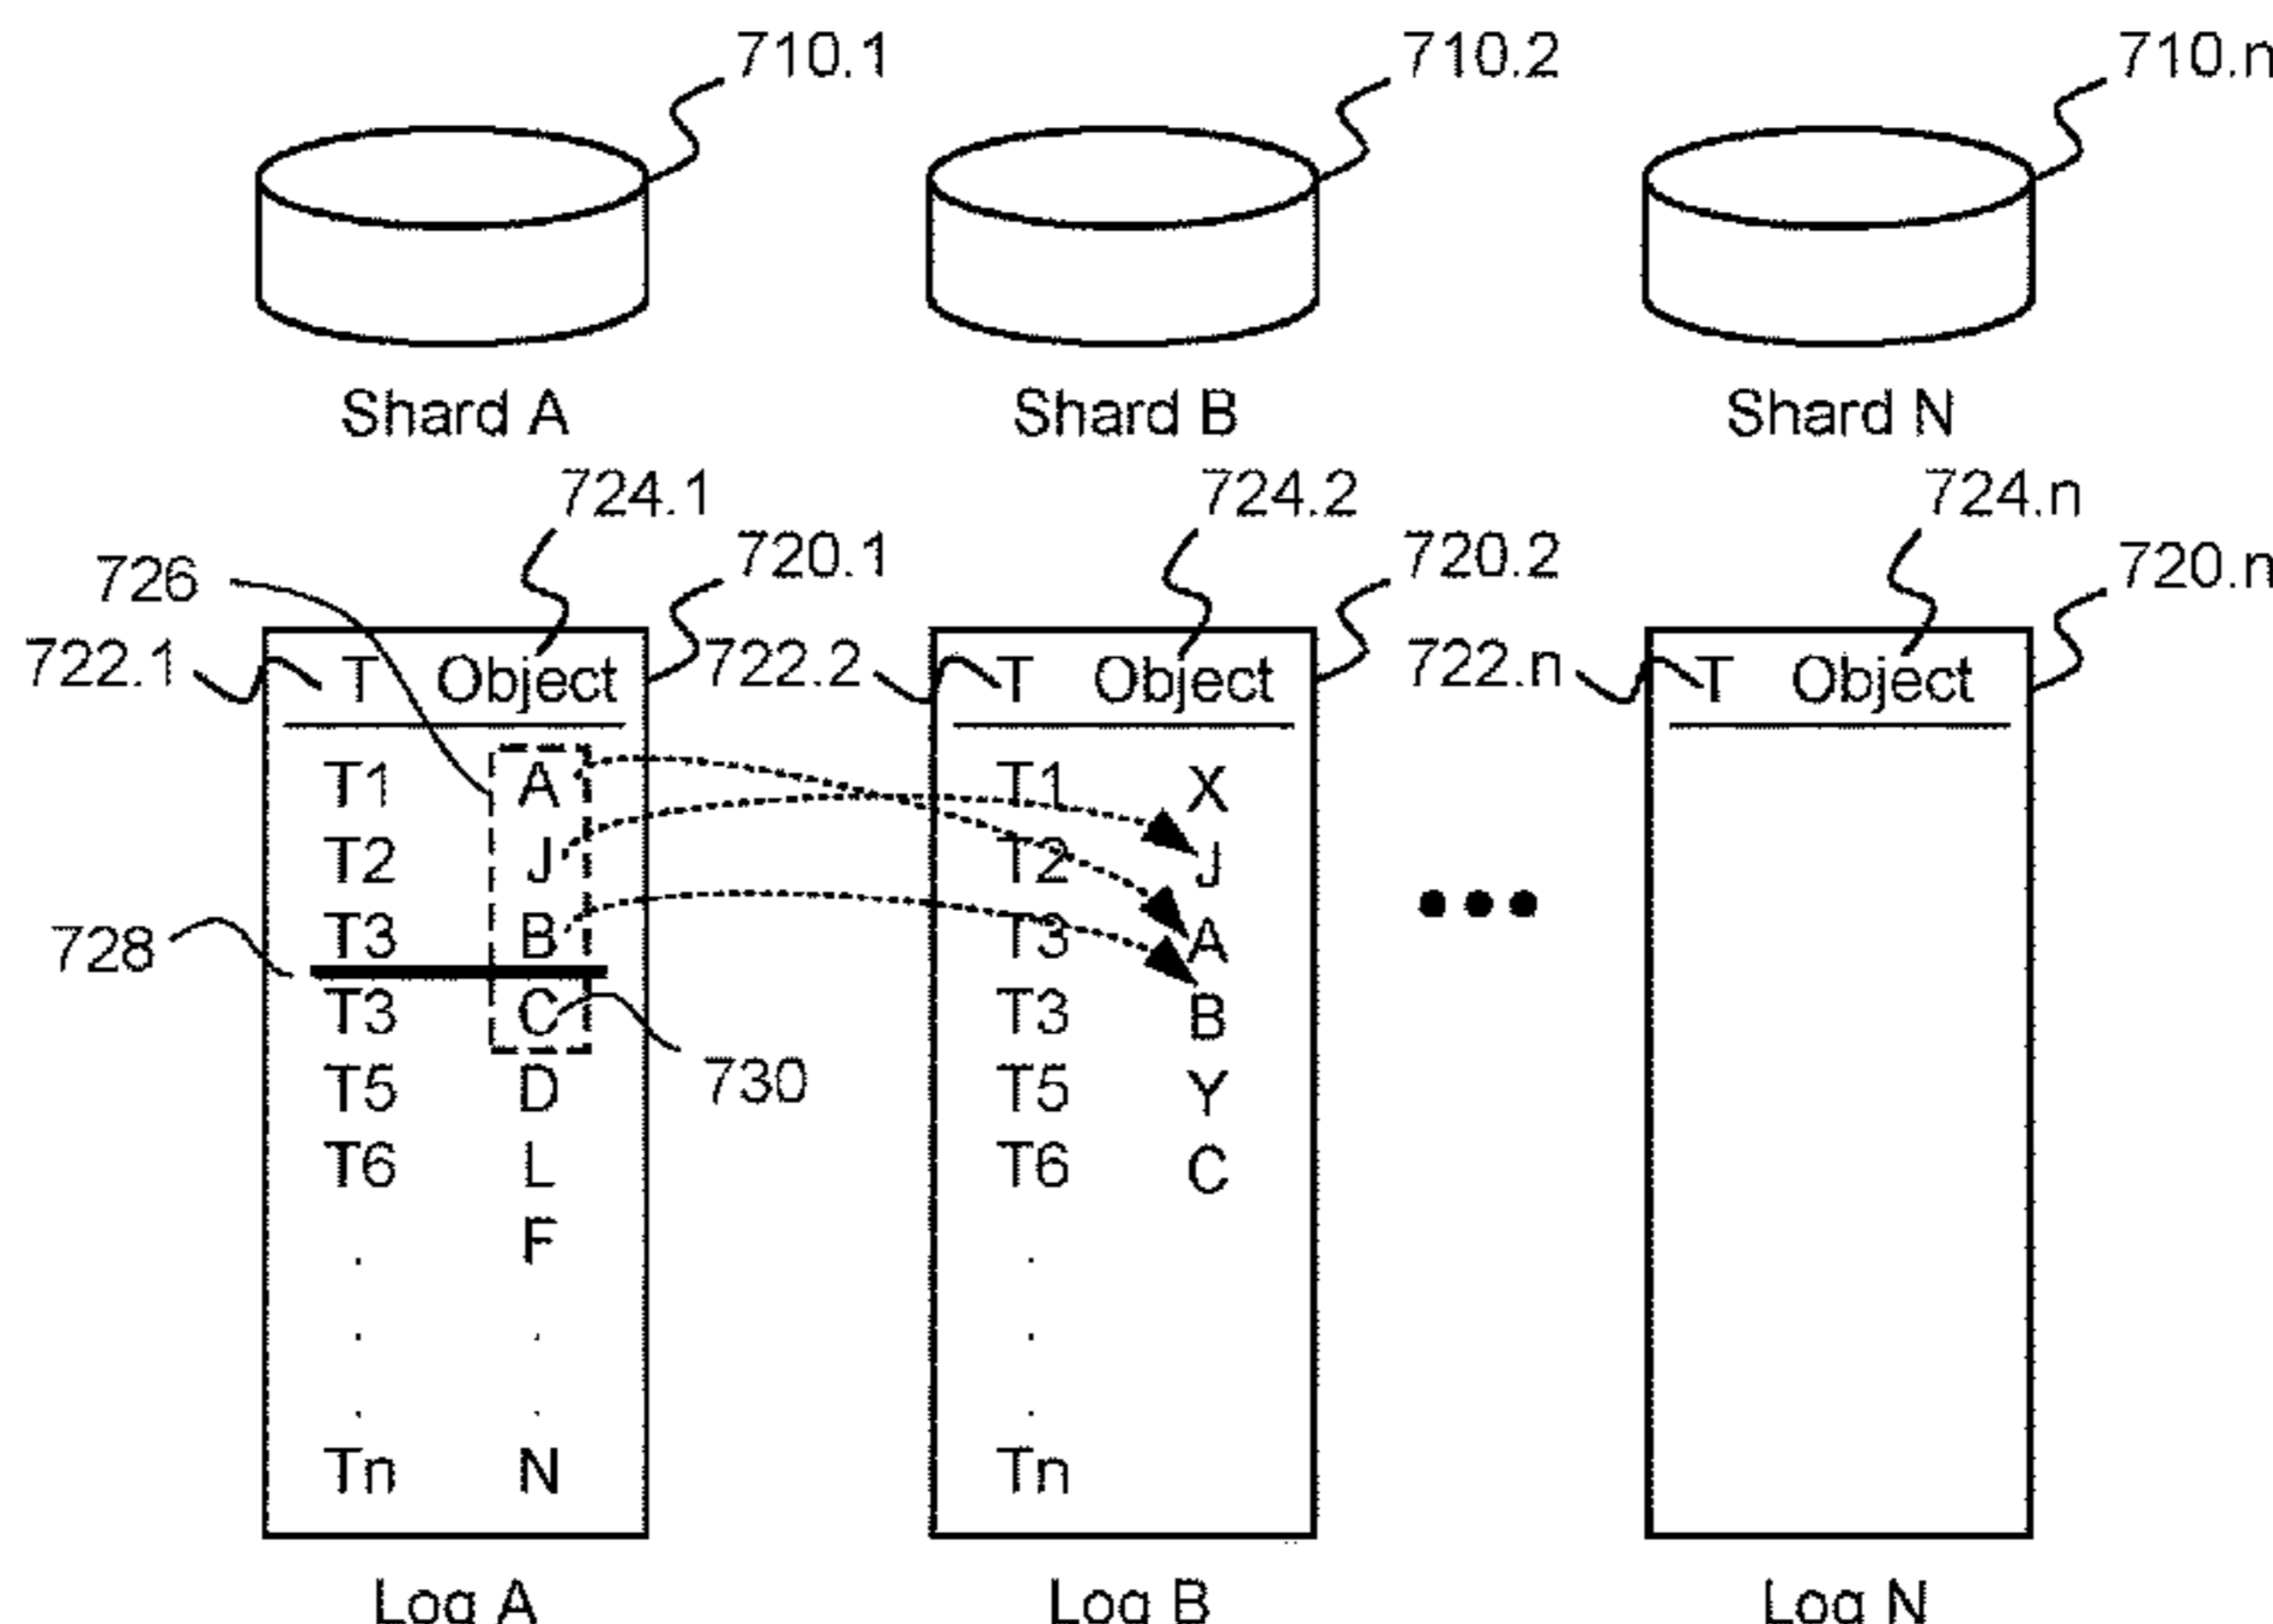 710.1 710.2 710.n
Shard A Shard B Shard N
724.1 724.2 724.n
726 720.1 720.2 720.n
722.1 T Object 722.2 T Object 722.n T Object
T1 A T1 X
T2 J T2 J
T3 B T3 A
728
T3 C T3 B
730
T5 D T5 Y
T6 L T6 C
. F .
. . .
. . .
Tn N Tn
Log A Log B Log N